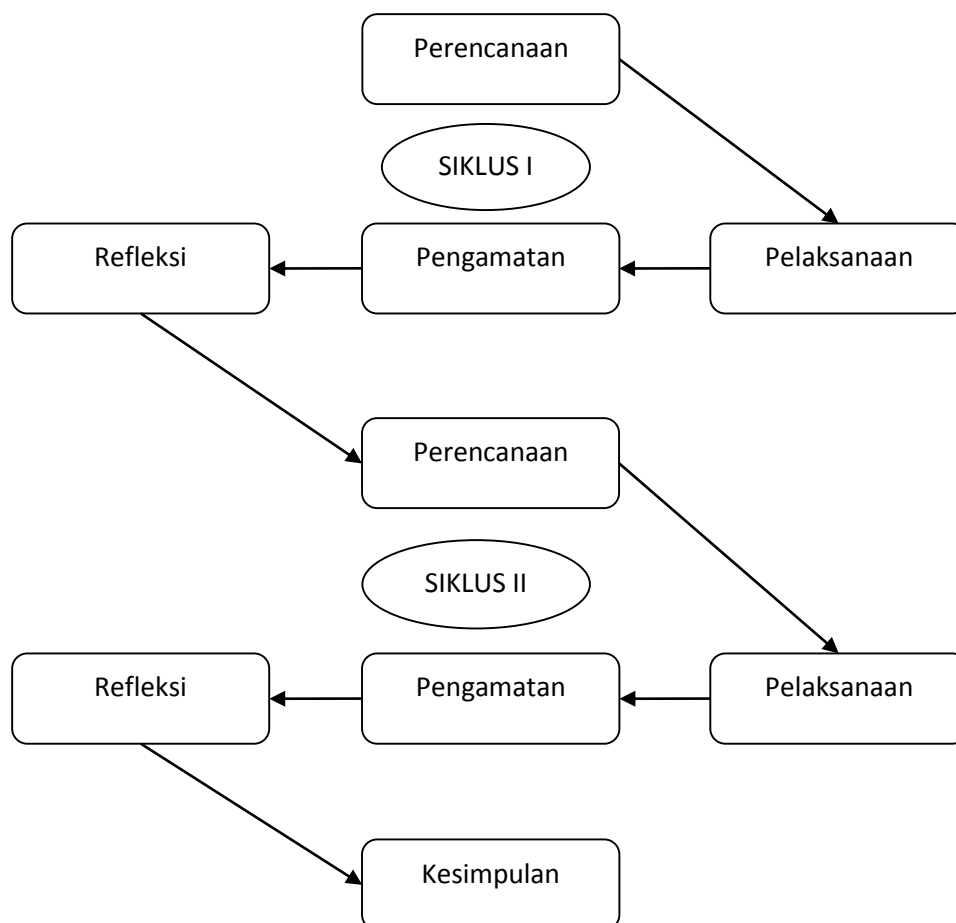 Perencanaan
SIKLUS I
Refleksi
Pengamatan
Pelaksanaan
Perencanaan
SIKLUS II
Refleksi
Pengamatan
Pelaksanaan
Kesimpulan